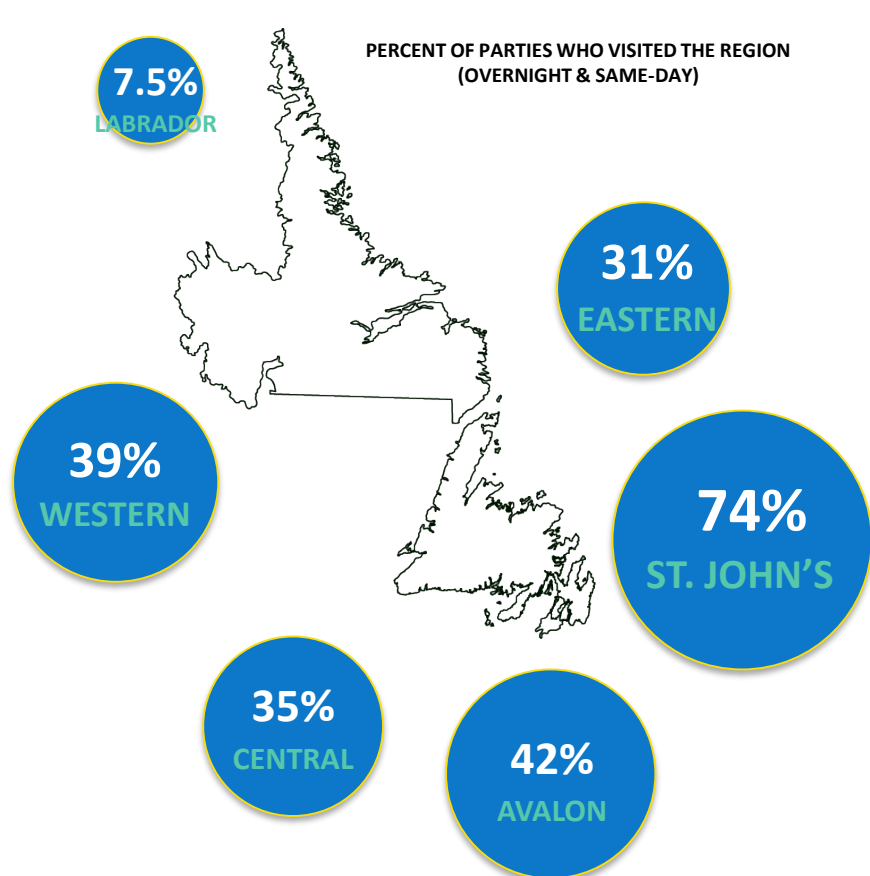 PERCENT OF PARTIES WHO VISITED THE REGION
(OVERNIGHT & SAME-DAY)
7.5%
LABRADOR
31%
EASTERN
39%
WESTERN
74%
ST. JOHN’S
35%
CENTRAL
42%
AVALON